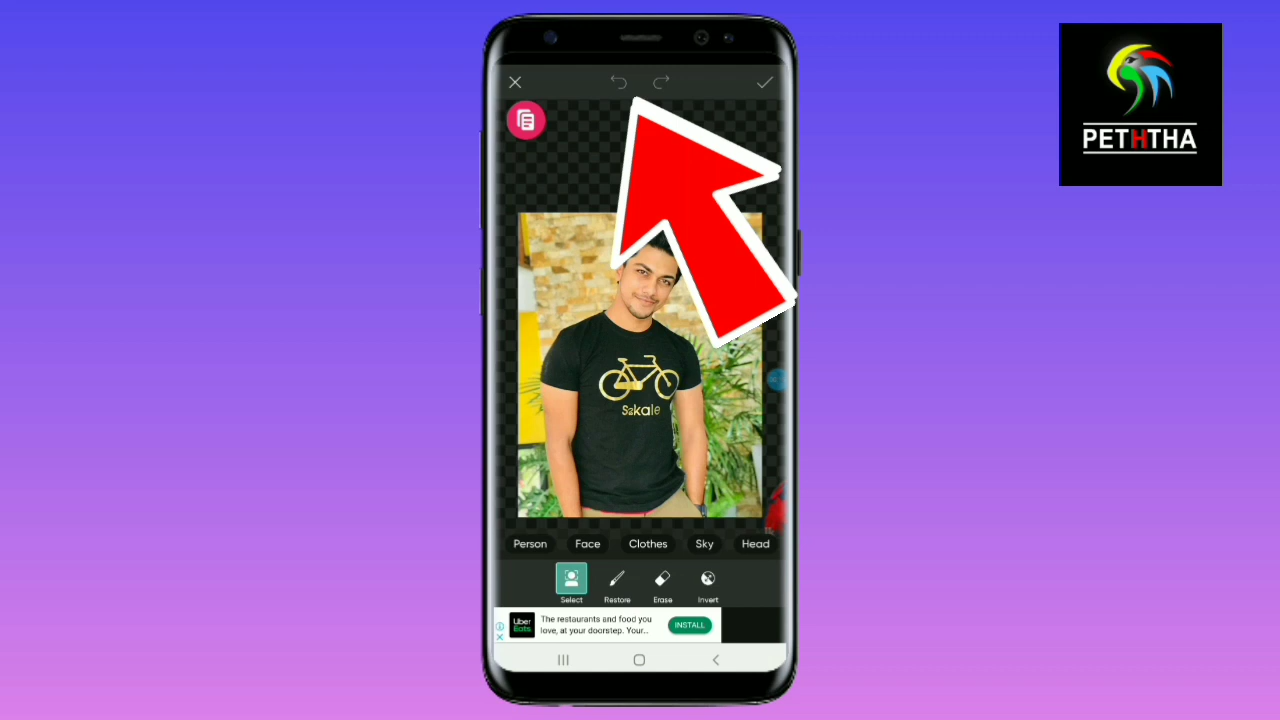 PETHTHA
Sakale
Person Face Clothes Sky Head
Select Restore Erase Invert
Uber Eats
The restaurants and food you
love, at your doorstep. Your...
INSTALL